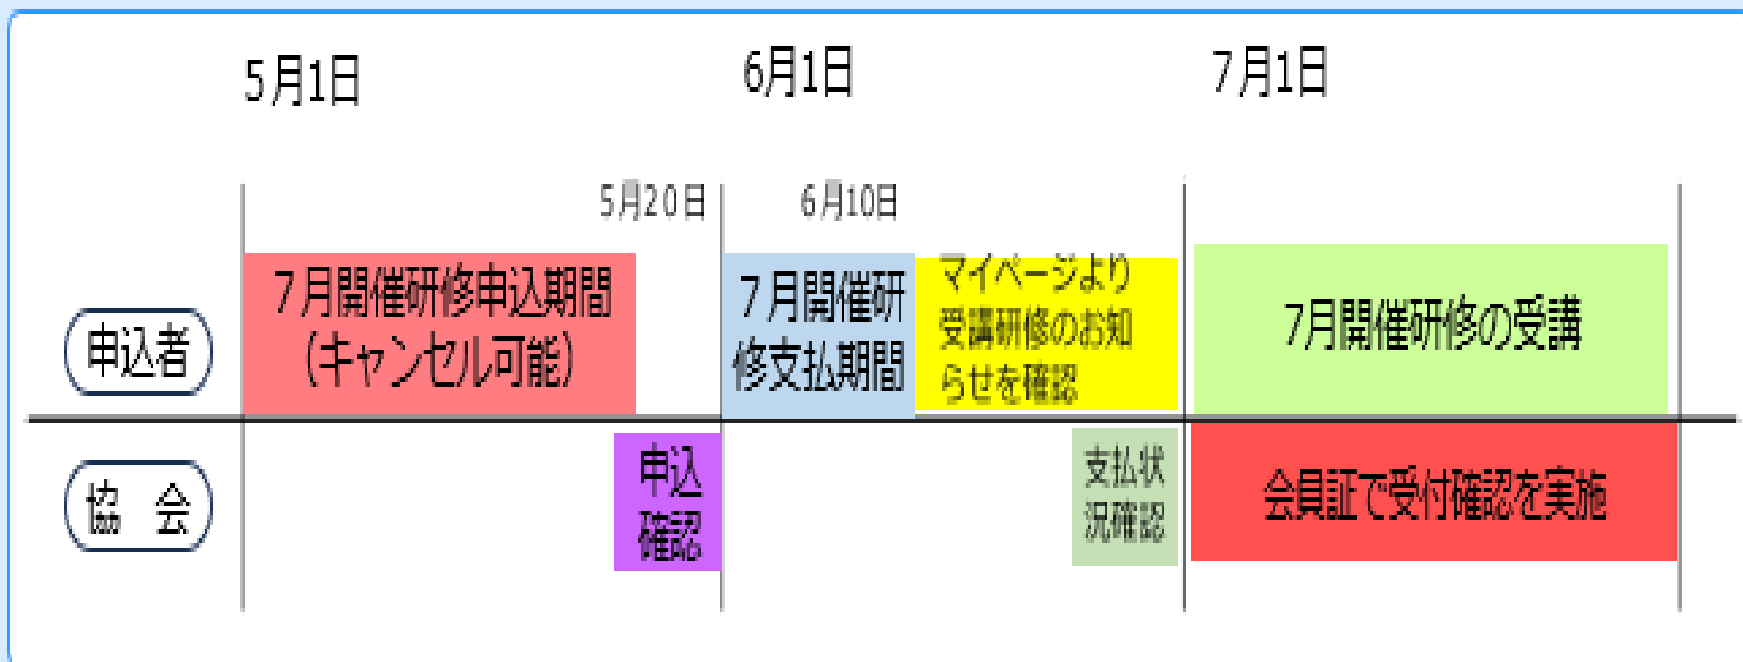 5月1日
6月1日
7月1日
5月20日
6月10日
申込者
7月開催研修申込期間
(キャンセル可能)
7月開催研
修支払期間
マイページより
受講研修のお知
らせを確認
7月開催研修の受講
協 会
申込
確認
支払状
況確認
会員証で受付確認を実施